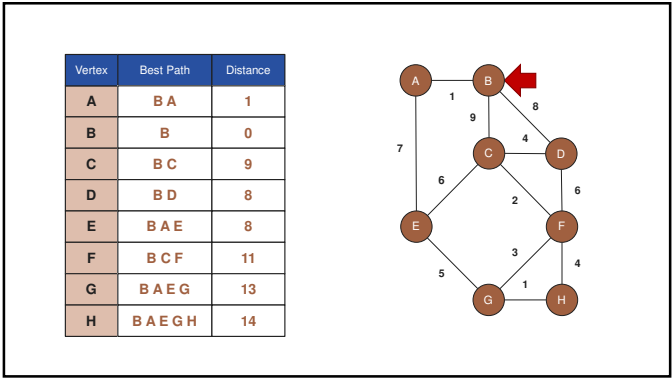 Vertex Best Path Distance
A B A 1
B B 0
C B C 9
D B D 8
E B A E 8
F B C F 11
G B A E G 13
H B A E G H 14
A B
1 8
9
4
7 C D
6 6
2
E F
3 4
5 1
G H